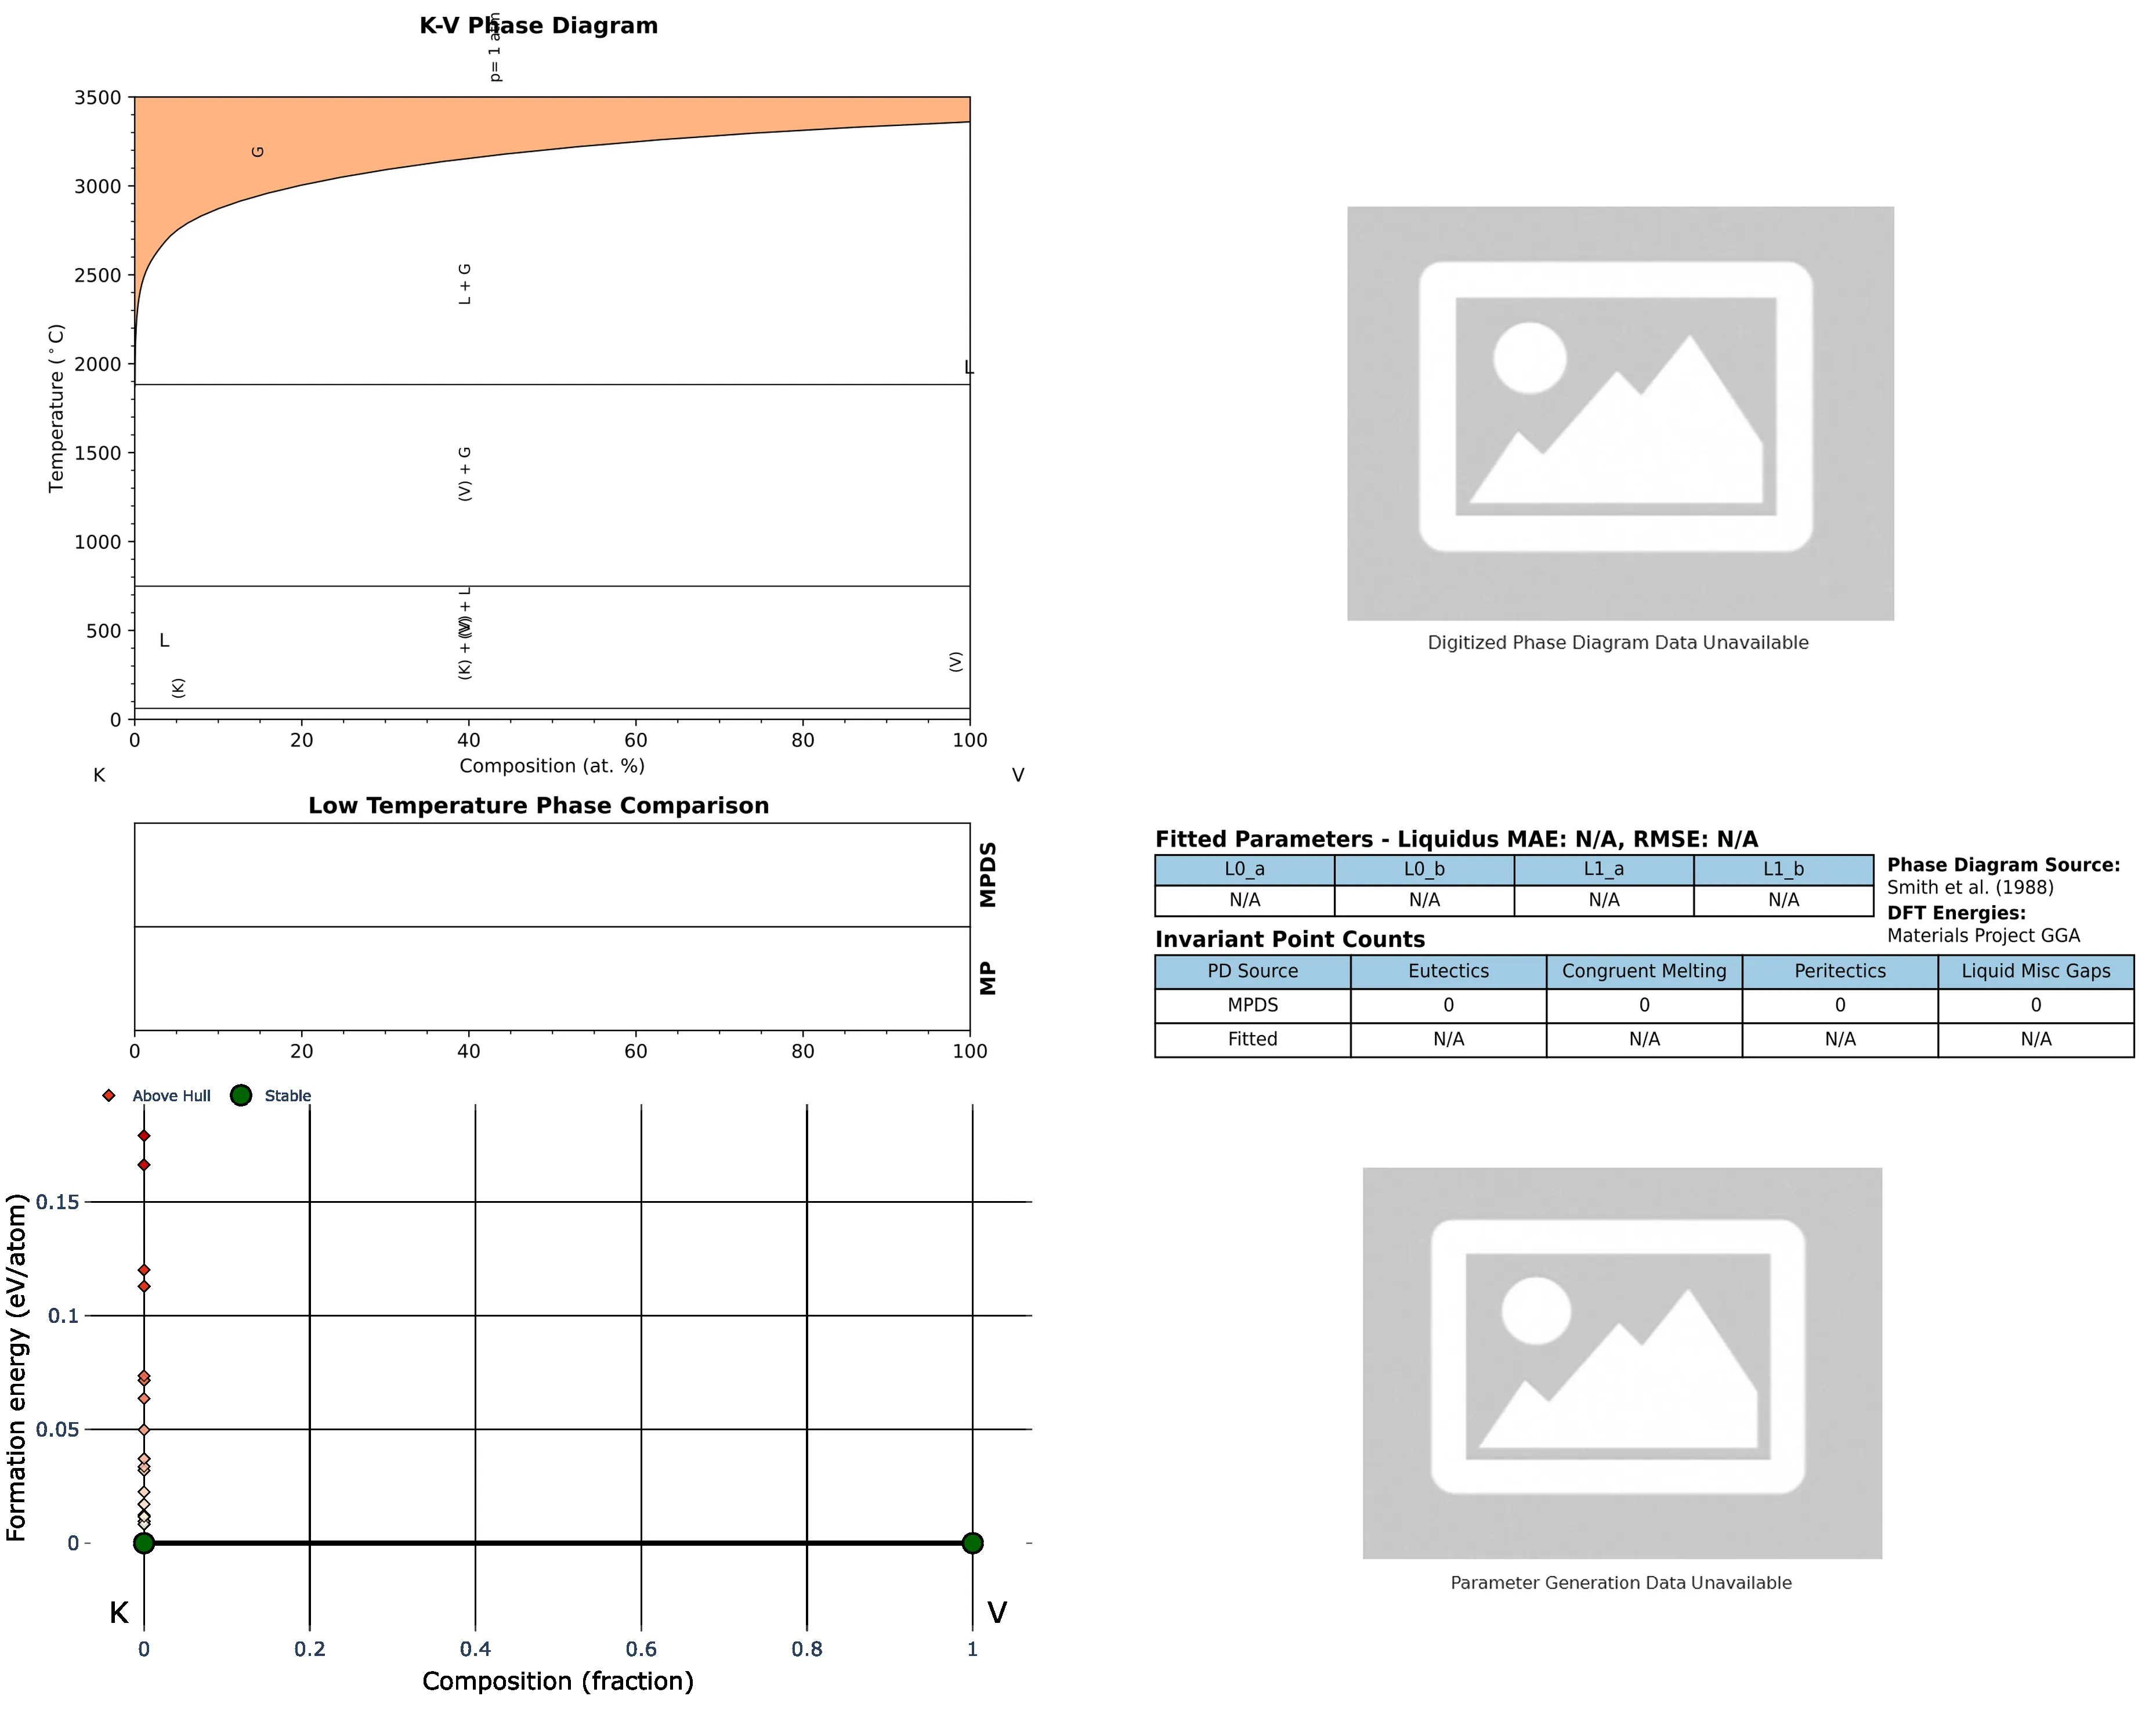 K-V Phase Diagram
p= 1 atm
3500
3000
2500
2000
1500
1000
500
0
Temperature (°C)
G
L + G
L
(V) + G
(V) + L
(K) + (V)
L
(K)
(V)
0 20 40 60 80 100
Composition (at. %)
K V
Digitized Phase Diagram Data Unavailable
Low Temperature Phase Comparison
MPDS
MP
0 20 40 60 80 100
Fitted Parameters - Liquidus MAE: N/A, RMSE: N/A
L0_a L0_b L1_a L1_b
N/A N/A N/A N/A
Phase Diagram Source:
Smith et al. (1988)
DFT Energies:
Materials Project GGA
Invariant Point Counts
PD Source Eutectics Congruent Melting Peritectics Liquid Misc Gaps
MPDS 0 0 0 0
Fitted N/A N/A N/A N/A
Above Hull Stable
0.15
0.1
0.05
0
Formation energy (eV/atom)
K V
0 0.2 0.4 0.6 0.8 1
Composition (fraction)
Parameter Generation Data Unavailable